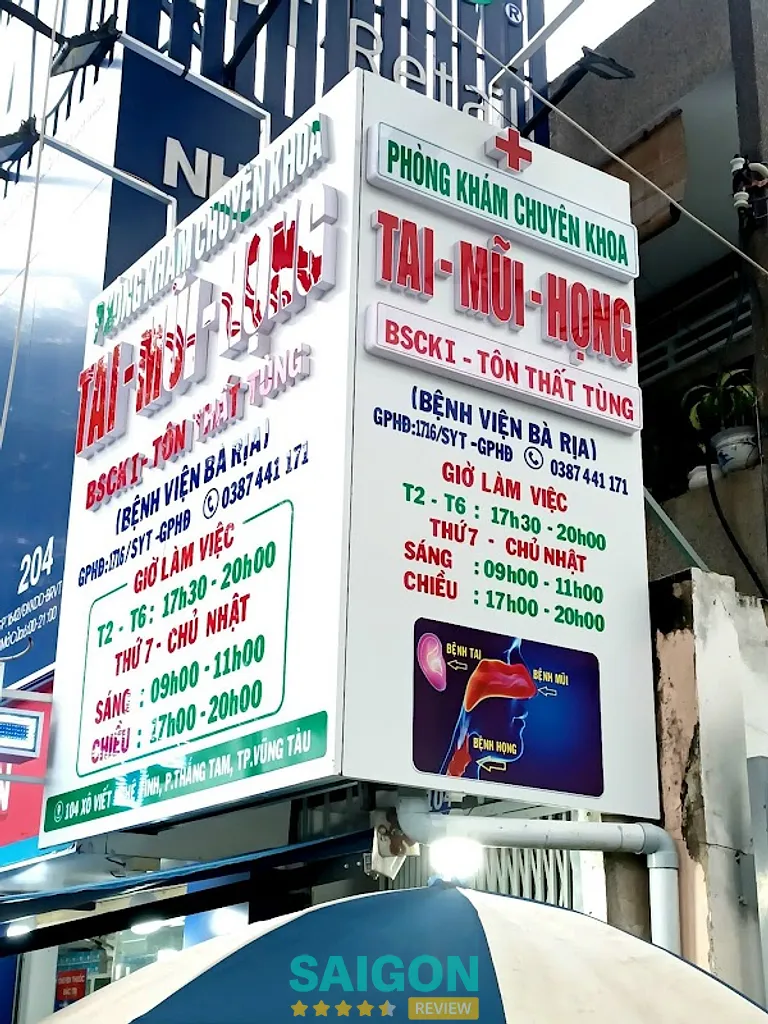 Retail
®
NH
204
PHÒNG KHÁM CHUYÊN KHOA
TAI-MŨI-HỌNG
BSCKI-TÔN THẤT TÙNG
(BỆNH VIỆN BÀ RỊA)
GPHĐ:1716/SYT-GPHĐ 0387 441 171
GIỜ LÀM VIỆC
T2 - T6 : 17h30 - 20h00
THỨ 7 - CHỦ NHẬT
SÁNG : 09h00 - 11h00
CHIỀU : 17h00 - 20h00
104 XÔ VIẾT NGHỆ TĨNH, P.THẮNG TAM, TP.VŨNG TÀU
PHÒNG KHÁM CHUYÊN KHOA
TAI-MŨI-HỌNG
BSCKI - TÔN THẤT TÙNG
(BỆNH VIỆN BÀ RỊA)
GPHĐ:1716/SYT-GPHĐ 0387 441 171
GIỜ LÀM VIỆC
T2 - T6 : 17h30 - 20h00
THỨ 7 - CHỦ NHẬT
SÁNG : 09h00 - 11h00
CHIỀU : 17h00 - 20h00
BỆNH TAI
BỆNH MŨI
BỆNH HỌNG
104
SAIGON
REVIEW